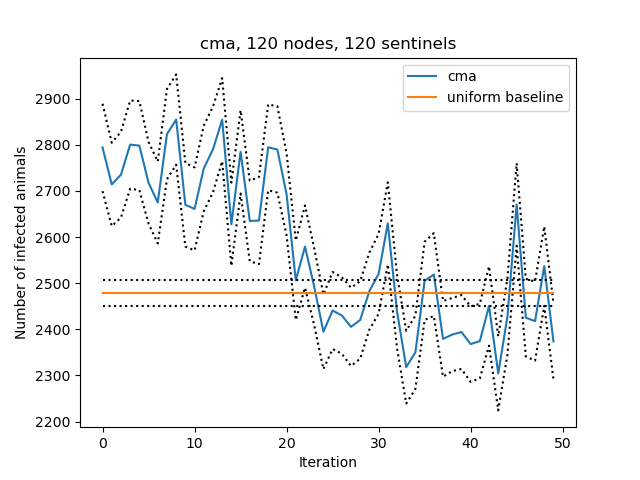 cma, 120 nodes, 120 sentinels
cma
uniform baseline
Number of infected animals
2900
2800
2700
2600
2500
2400
2300
2200
0 10 20 30 40 50
Iteration